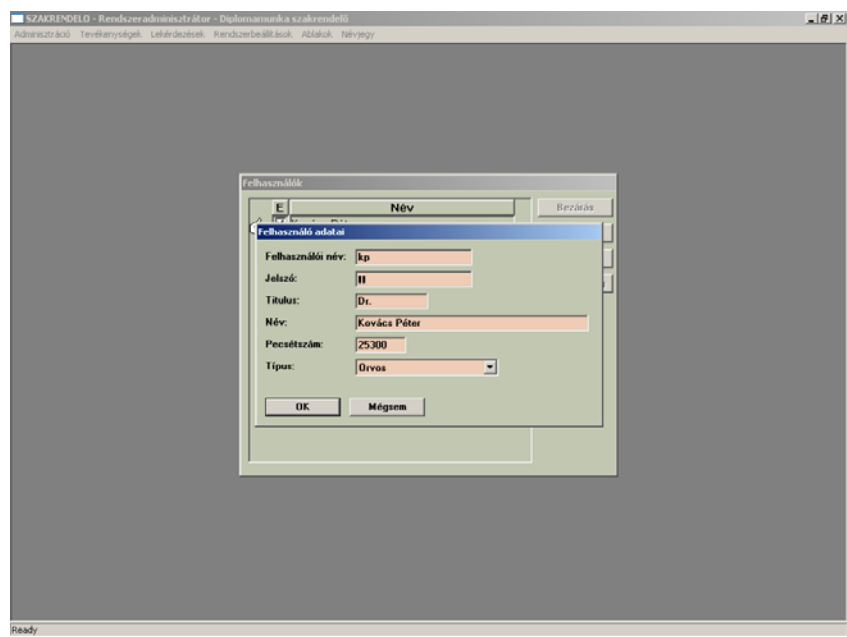 SZAKRENDELO - Rendszeradminisztrátor - Diplomamunka szakrendelő
Adminisztráció Tevékenységek Lekérdezések Rendszerbeállítások Ablakok Névjegy
Felhasználók
E Név
Bezárás
Felhasználó adatai
Felhasználói név: kp
Jelszó:
Titulus: Dr.
Név: Kovács Péter
Pecsétszám: 25300
Típus: Orvos
OK Mégsem
Ready